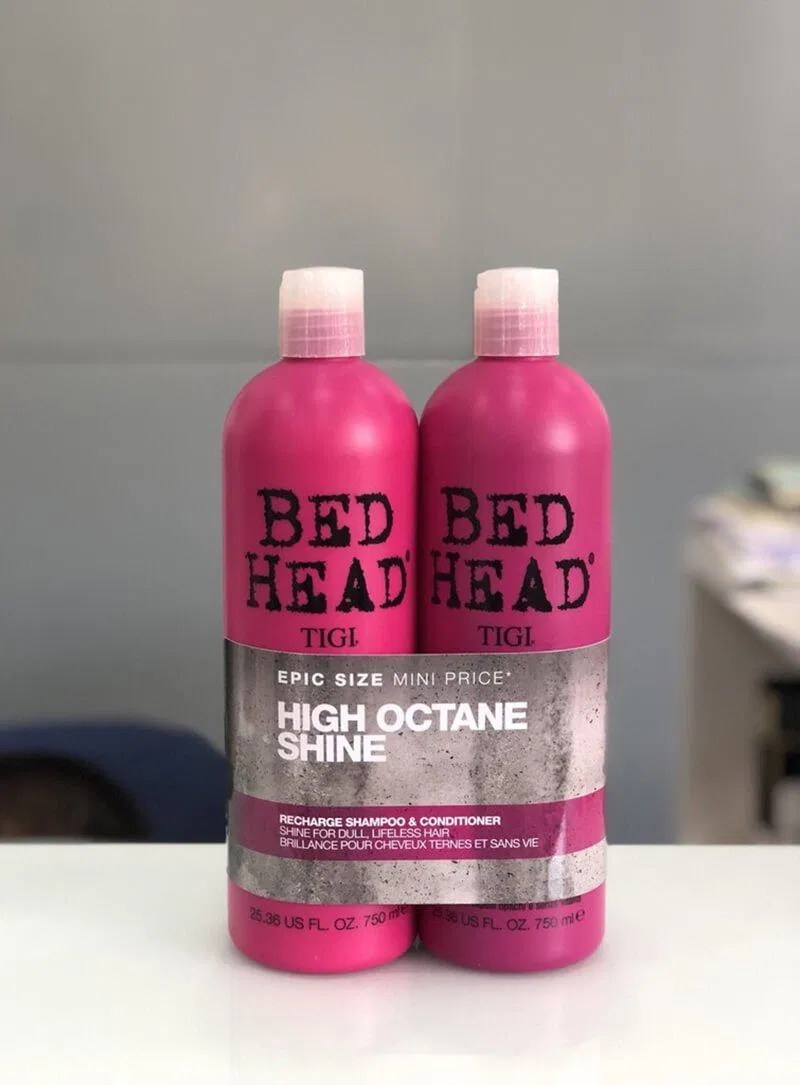 BED
HEAD®
TIGI
BED
HEAD®
TIGI
EPIC SIZE MINI PRICE*
HIGH OCTANE
SHINE
RECHARGE SHAMPOO & CONDITIONER
SHINE FOR DULL, LIFELESS HAIR
BRILLANCE POUR CHEVEUX TERNES ET SANS VIE
25.36 US FL. OZ. 750 ml e
25.36 US FL. OZ. 750 ml e